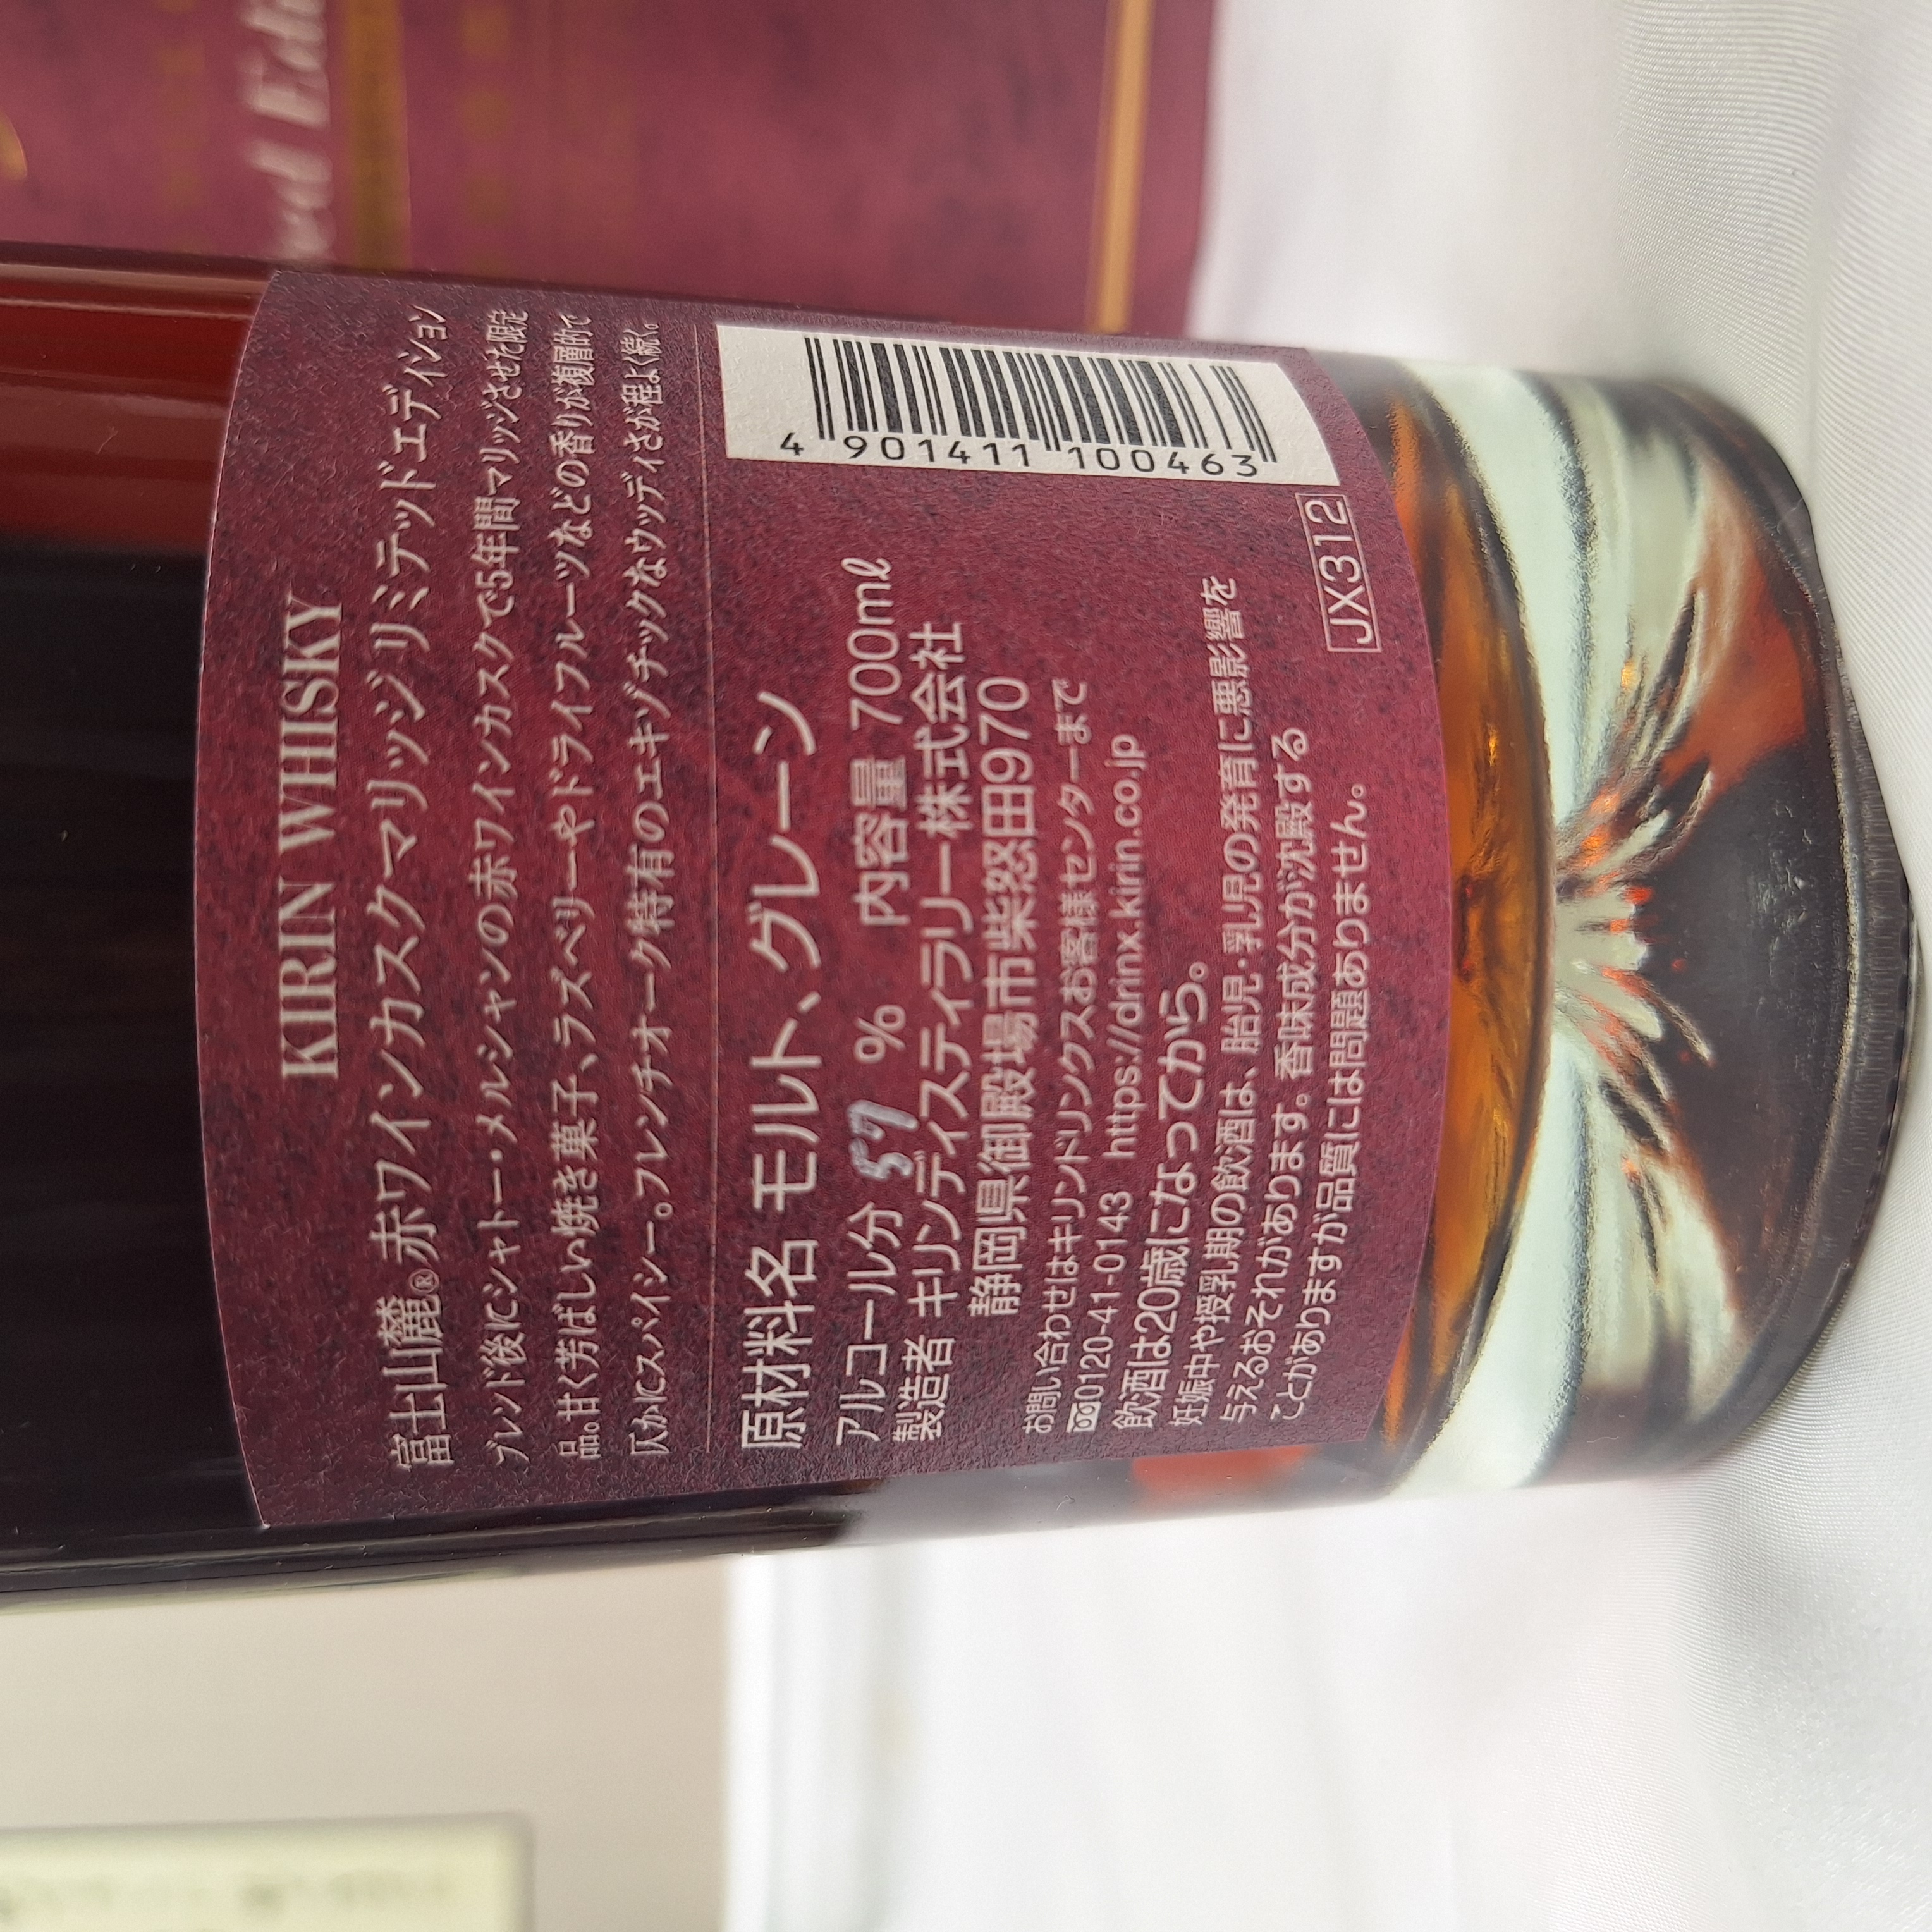 KIRIN WHISKY
富士山麓®赤ワインカスクマリッジリミテッドエディション
ブレンド後にシャトー・メルシャンの赤ワインカスクで5年間マリッジさせた限定
品。甘く芳ばしい焼き菓子、ラズベリーやドライフルーツなどの香りが複層的で
仄かにスパイシー。フレンチオーク特有のエキゾチックなウッディさが程よく続く。
原材料名 モルト、グレーン
アルコール分 57 % 内容量 700mℓ
製造者 キリンディスティラリー株式会社
静岡県御殿場市柴怒田970
お問い合わせはキリンドリンクスお客様センターまで
0120-41-0143 https://drinx.kirin.co.jp
飲酒は20歳になってから。
妊娠中や授乳期の飲酒は、胎児・乳児の発育に悪影響を
与えるおそれがあります。香味成分が沈殿する
ことがありますが品質には問題ありません。
4 901411 100463
JX312